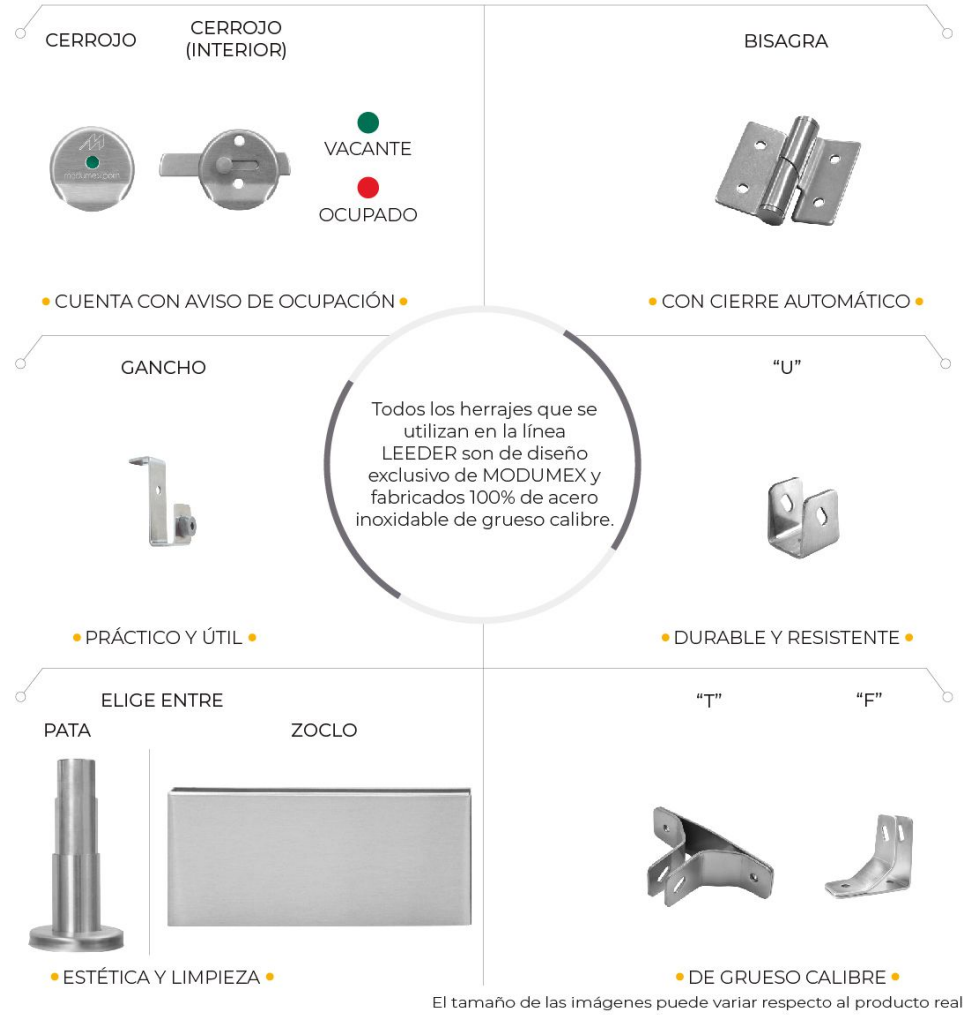 CERROJO
CERROJO
(INTERIOR)
VACANTE
OCUPADO
CUENTA CON AVISO DE OCUPACIÓN
BISAGRA
CON CIERRE AUTOMÁTICO
GANCHO
PRÁCTICO Y ÚTIL
Todos los herrajes que se
utilizan en la línea
LEEDER son de diseño
exclusivo de MODUMEX y
fabricados 100% de acero
inoxidable de grueso calibre.
“U”
DURABLE Y RESISTENTE
ELIGE ENTRE
PATA
ZOCLO
ESTÉTICA Y LIMPIEZA
“T”
“F”
DE GRUESO CALIBRE
El tamaño de las imágenes puede variar respecto al producto real